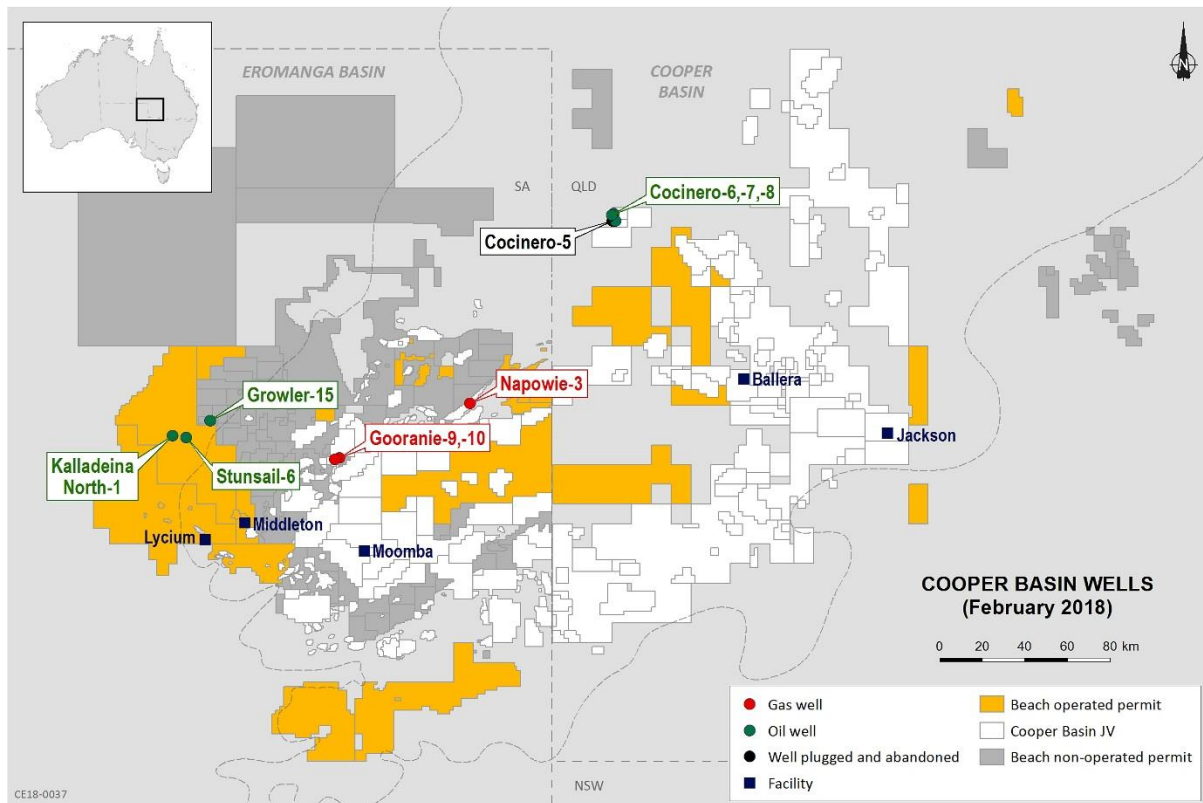 EROMANGA BASIN
COOPER
BASIN
N
SA
QLD
Cocinero-6,-7,-8
Cocinero-5
Napowie-3
Ballera
Growler-15
Gooranie-9,-10
Jackson
Kalladeina
North-1
Stunsail-6
Middleton
Lycium
Moomba
COOPER BASIN WELLS
(February 2018)
0 20 40 60 80 km
Gas well
Oil well
Well plugged and abandoned
Facility
Beach operated permit
Cooper Basin JV
Beach non-operated permit
NSW
CE18-0037